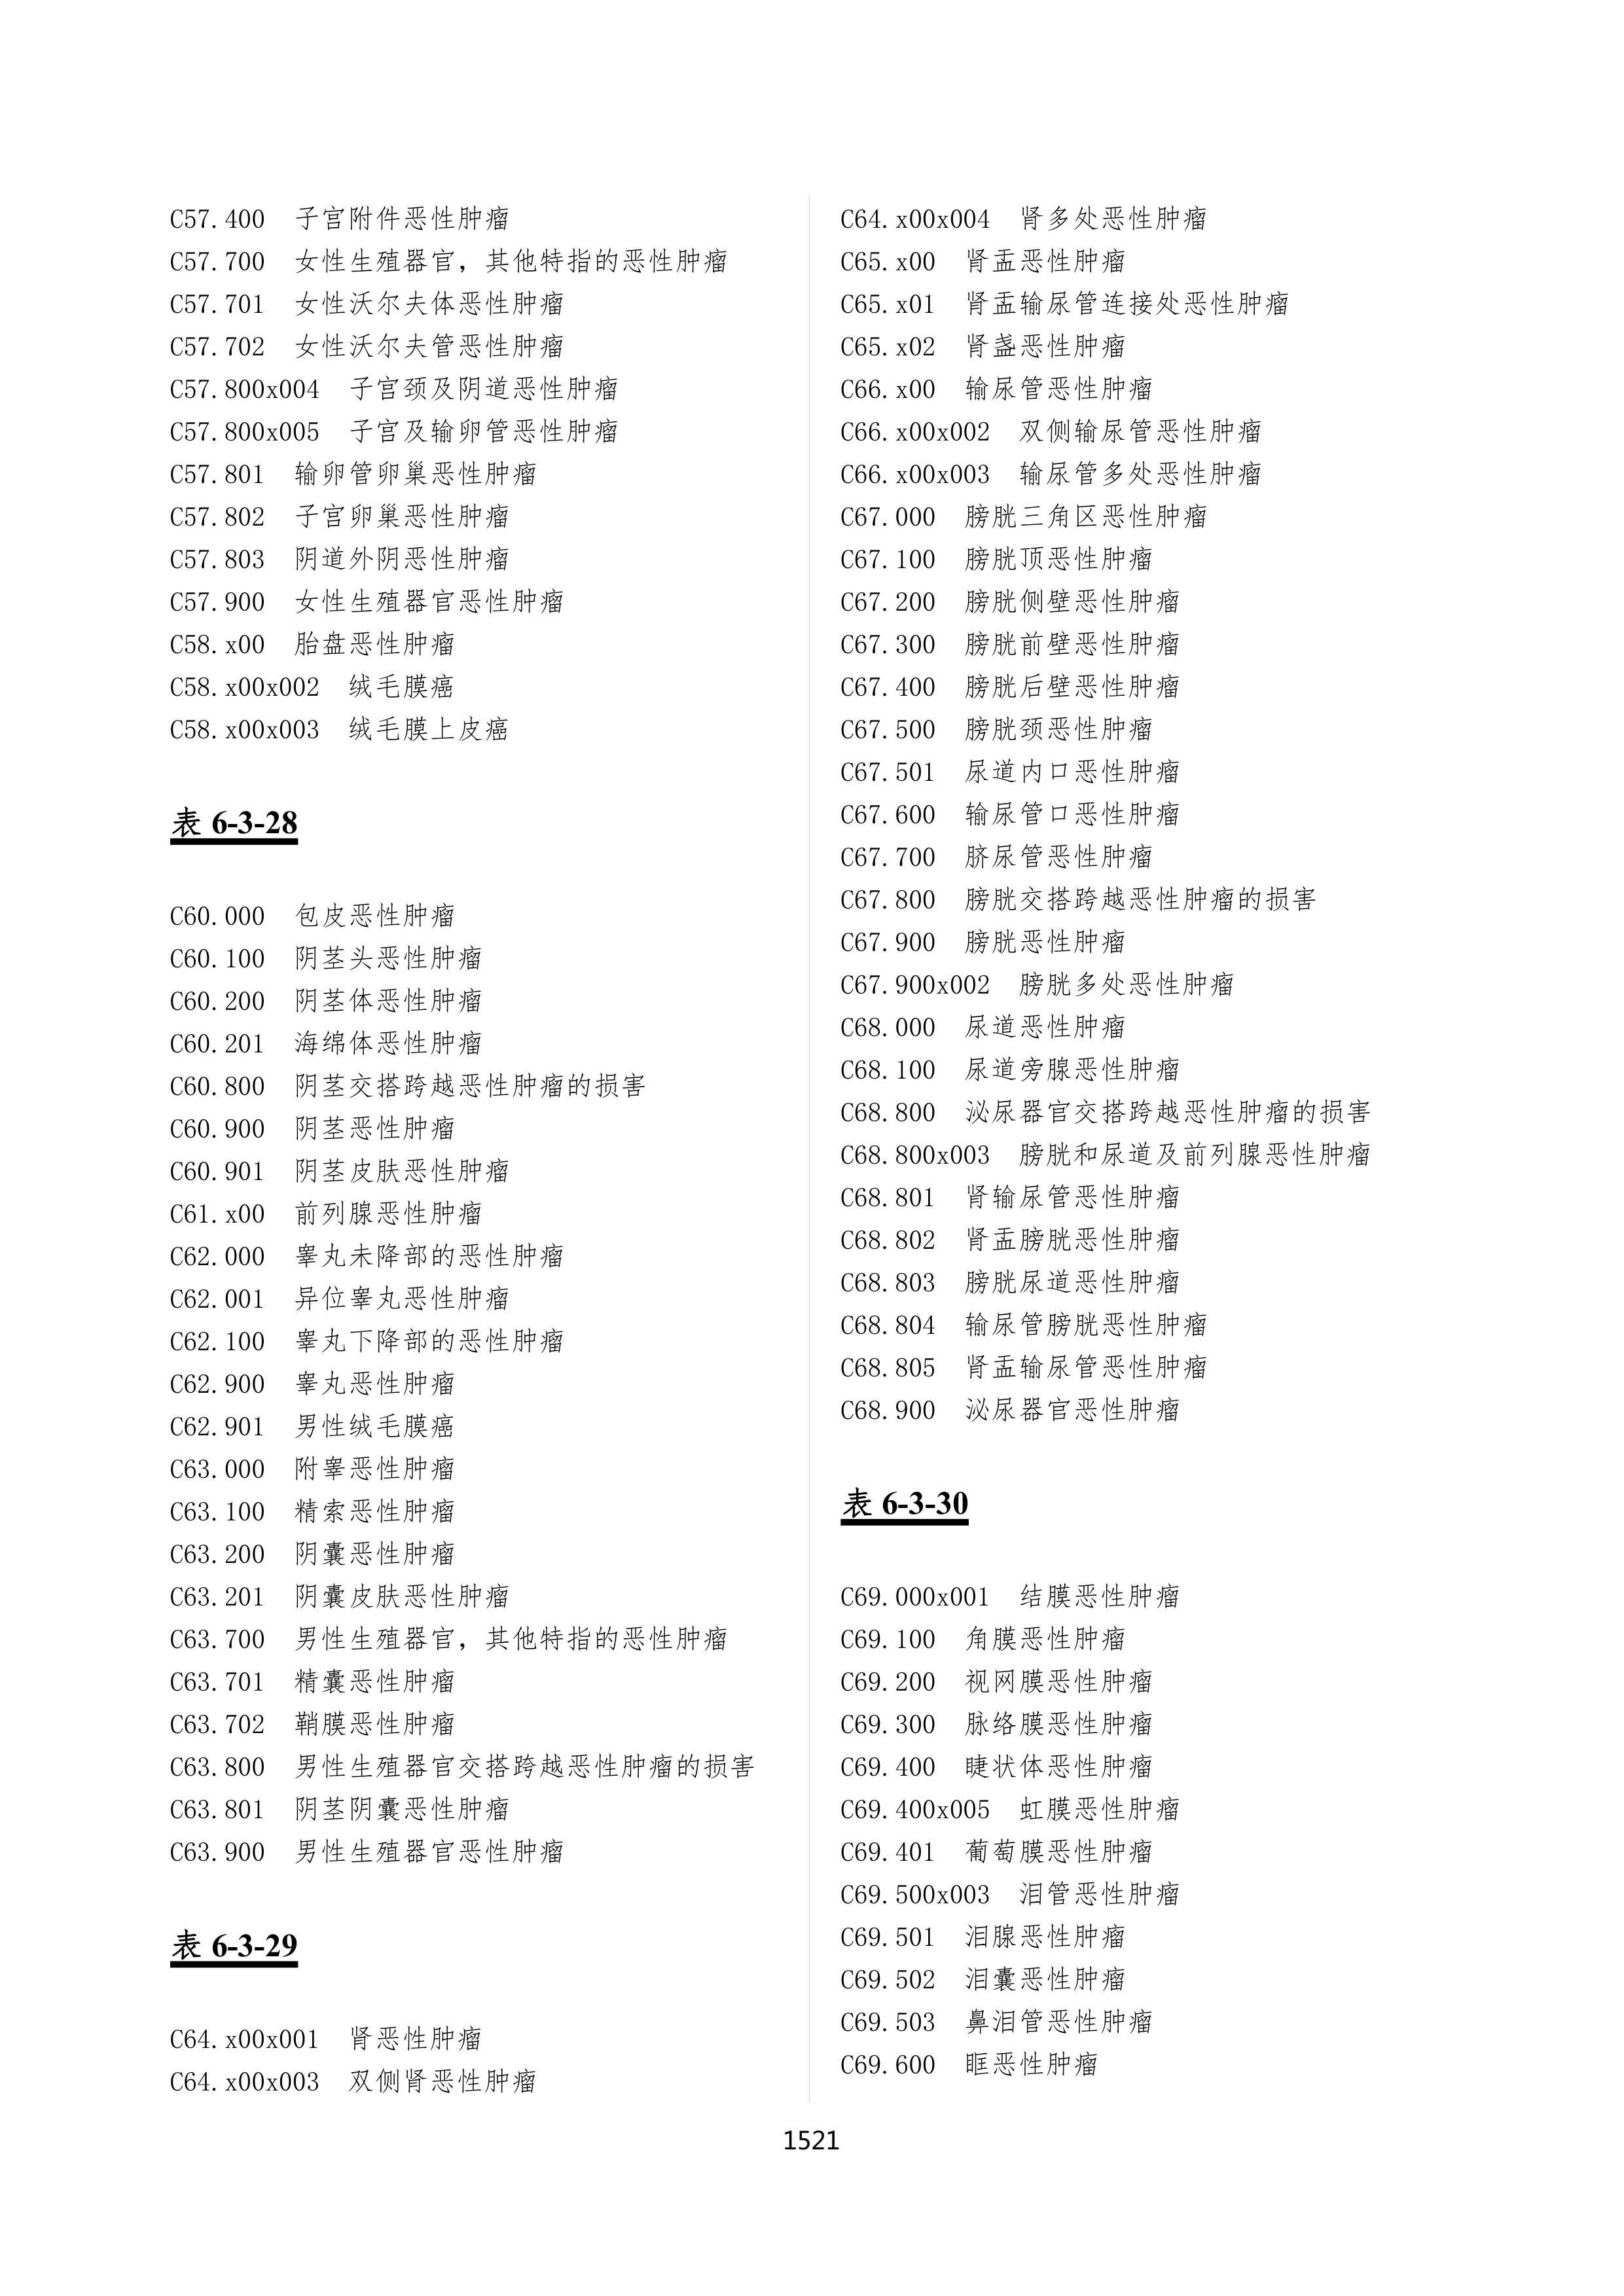 C57.400 子宫附件恶性肿瘤
C57.700 女性生殖器官，其他特指的恶性肿瘤
C57.701 女性沃尔夫体恶性肿瘤
C57.702 女性沃尔夫管恶性肿瘤
C57.800x004 子宫颈及阴道恶性肿瘤
C57.800x005 子宫及输卵管恶性肿瘤
C57.801 输卵管卵巢恶性肿瘤
C57.802 子宫卵巢恶性肿瘤
C57.803 阴道外阴恶性肿瘤
C57.900 女性生殖器官恶性肿瘤
C58.x00 胎盘恶性肿瘤
C58.x00x002 绒毛膜癌
C58.x00x003 绒毛膜上皮癌
表 6-3-28
C60.000 包皮恶性肿瘤
C60.100 阴茎头恶性肿瘤
C60.200 阴茎体恶性肿瘤
C60.201 海绵体恶性肿瘤
C60.800 阴茎交搭跨越恶性肿瘤的损害
C60.900 阴茎恶性肿瘤
C60.901 阴茎皮肤恶性肿瘤
C61.x00 前列腺恶性肿瘤
C62.000 睾丸未降部的恶性肿瘤
C62.001 异位睾丸恶性肿瘤
C62.100 睾丸下降部的恶性肿瘤
C62.900 睾丸恶性肿瘤
C62.901 男性绒毛膜癌
C63.000 附睾恶性肿瘤
C63.100 精索恶性肿瘤
C63.200 阴囊恶性肿瘤
C63.201 阴囊皮肤恶性肿瘤
C63.700 男性生殖器官，其他特指的恶性肿瘤
C63.701 精囊恶性肿瘤
C63.702 鞘膜恶性肿瘤
C63.800 男性生殖器官交搭跨越恶性肿瘤的损害
C63.801 阴茎阴囊恶性肿瘤
C63.900 男性生殖器官恶性肿瘤
表 6-3-29
C64.x00x001 肾恶性肿瘤
C64.x00x003 双侧肾恶性肿瘤
C64.x00x004 肾多处恶性肿瘤
C65.x00 肾盂恶性肿瘤
C65.x01 肾盂输尿管连接处恶性肿瘤
C65.x02 肾盏恶性肿瘤
C66.x00 输尿管恶性肿瘤
C66.x00x002 双侧输尿管恶性肿瘤
C66.x00x003 输尿管多处恶性肿瘤
C67.000 膀胱三角区恶性肿瘤
C67.100 膀胱顶恶性肿瘤
C67.200 膀胱侧壁恶性肿瘤
C67.300 膀胱前壁恶性肿瘤
C67.400 膀胱后壁恶性肿瘤
C67.500 膀胱颈恶性肿瘤
C67.501 尿道内口恶性肿瘤
C67.600 输尿管口恶性肿瘤
C67.700 脐尿管恶性肿瘤
C67.800 膀胱交搭跨越恶性肿瘤的损害
C67.900 膀胱恶性肿瘤
C67.900x002 膀胱多处恶性肿瘤
C68.000 尿道恶性肿瘤
C68.100 尿道旁腺恶性肿瘤
C68.800 泌尿器官交搭跨越恶性肿瘤的损害
C68.800x003 膀胱和尿道及前列腺恶性肿瘤
C68.801 肾输尿管恶性肿瘤
C68.802 肾盂膀胱恶性肿瘤
C68.803 膀胱尿道恶性肿瘤
C68.804 输尿管膀胱恶性肿瘤
C68.805 肾盂输尿管恶性肿瘤
C68.900 泌尿器官恶性肿瘤
表 6-3-30
C69.000x001 结膜恶性肿瘤
C69.100 角膜恶性肿瘤
C69.200 视网膜恶性肿瘤
C69.300 脉络膜恶性肿瘤
C69.400 睫状体恶性肿瘤
C69.400x005 虹膜恶性肿瘤
C69.401 葡萄膜恶性肿瘤
C69.500x003 泪管恶性肿瘤
C69.501 泪腺恶性肿瘤
C69.502 泪囊恶性肿瘤
C69.503 鼻泪管恶性肿瘤
C69.600 眶恶性肿瘤
1521